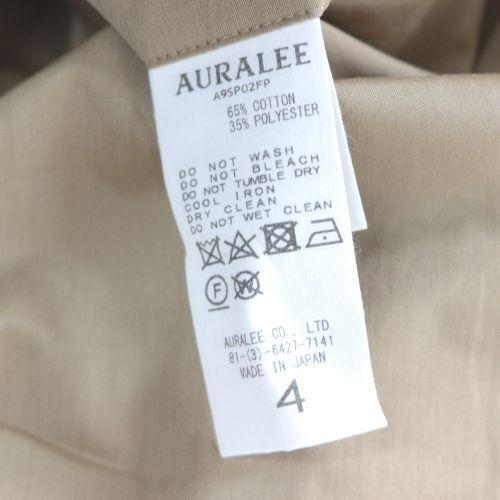 AURALEE
A9SP02FP
65% COTTON
35% POLYESTER
DO NOT WASH
DO NOT BLEACH
DO NOT TUMBLE DRY
COOL IRON
DRY CLEAN
DO NOT WET CLEAN
F W
AURALEE CO., LTD.
81-(3)-6427-7141
MADE IN JAPAN
4